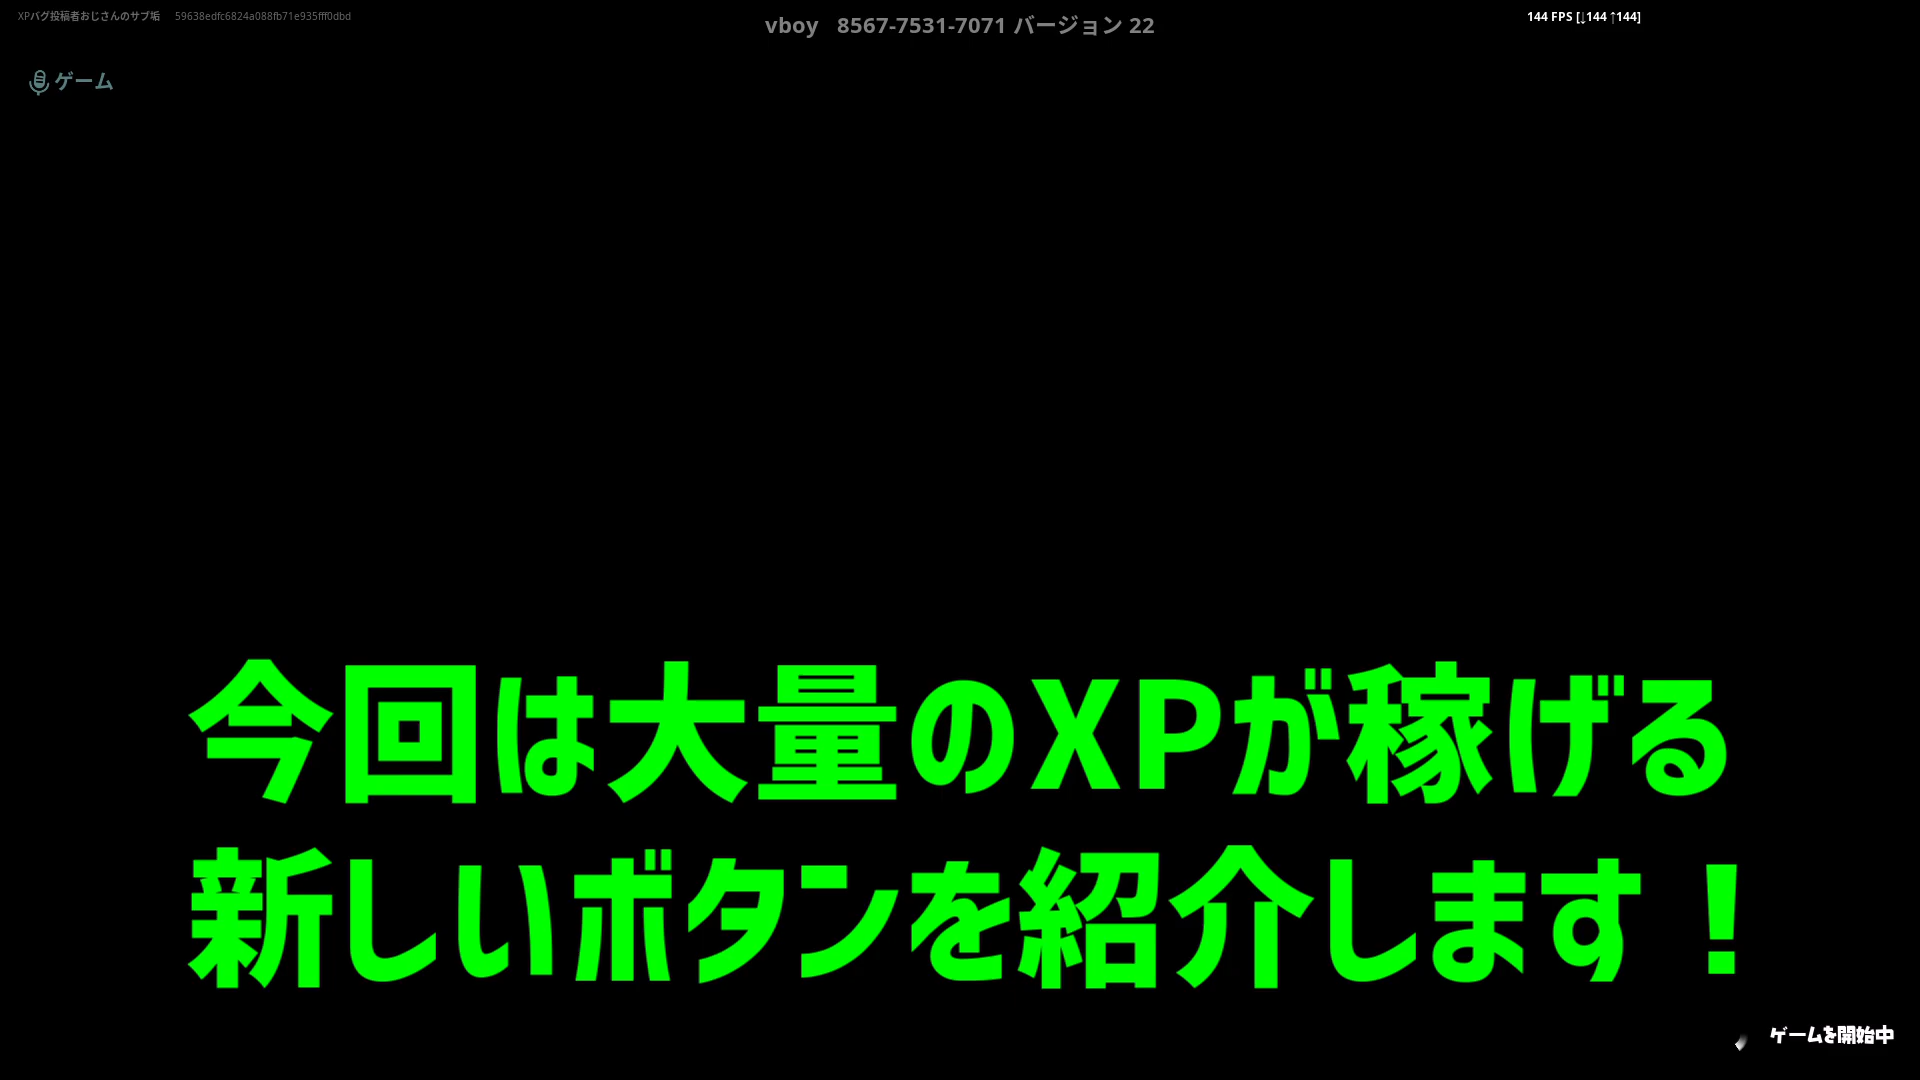 XPバグ投稿者おじさんのサブ垢 59638edfc6824a088fb71e935fff0dbd
vboy 8567-7531-7071 バージョン 22
144 FPS [↓144 ↑144]
ゲーム
今回は大量のXPが稼げる
新しいボタンを紹介します！
ゲームを開始中